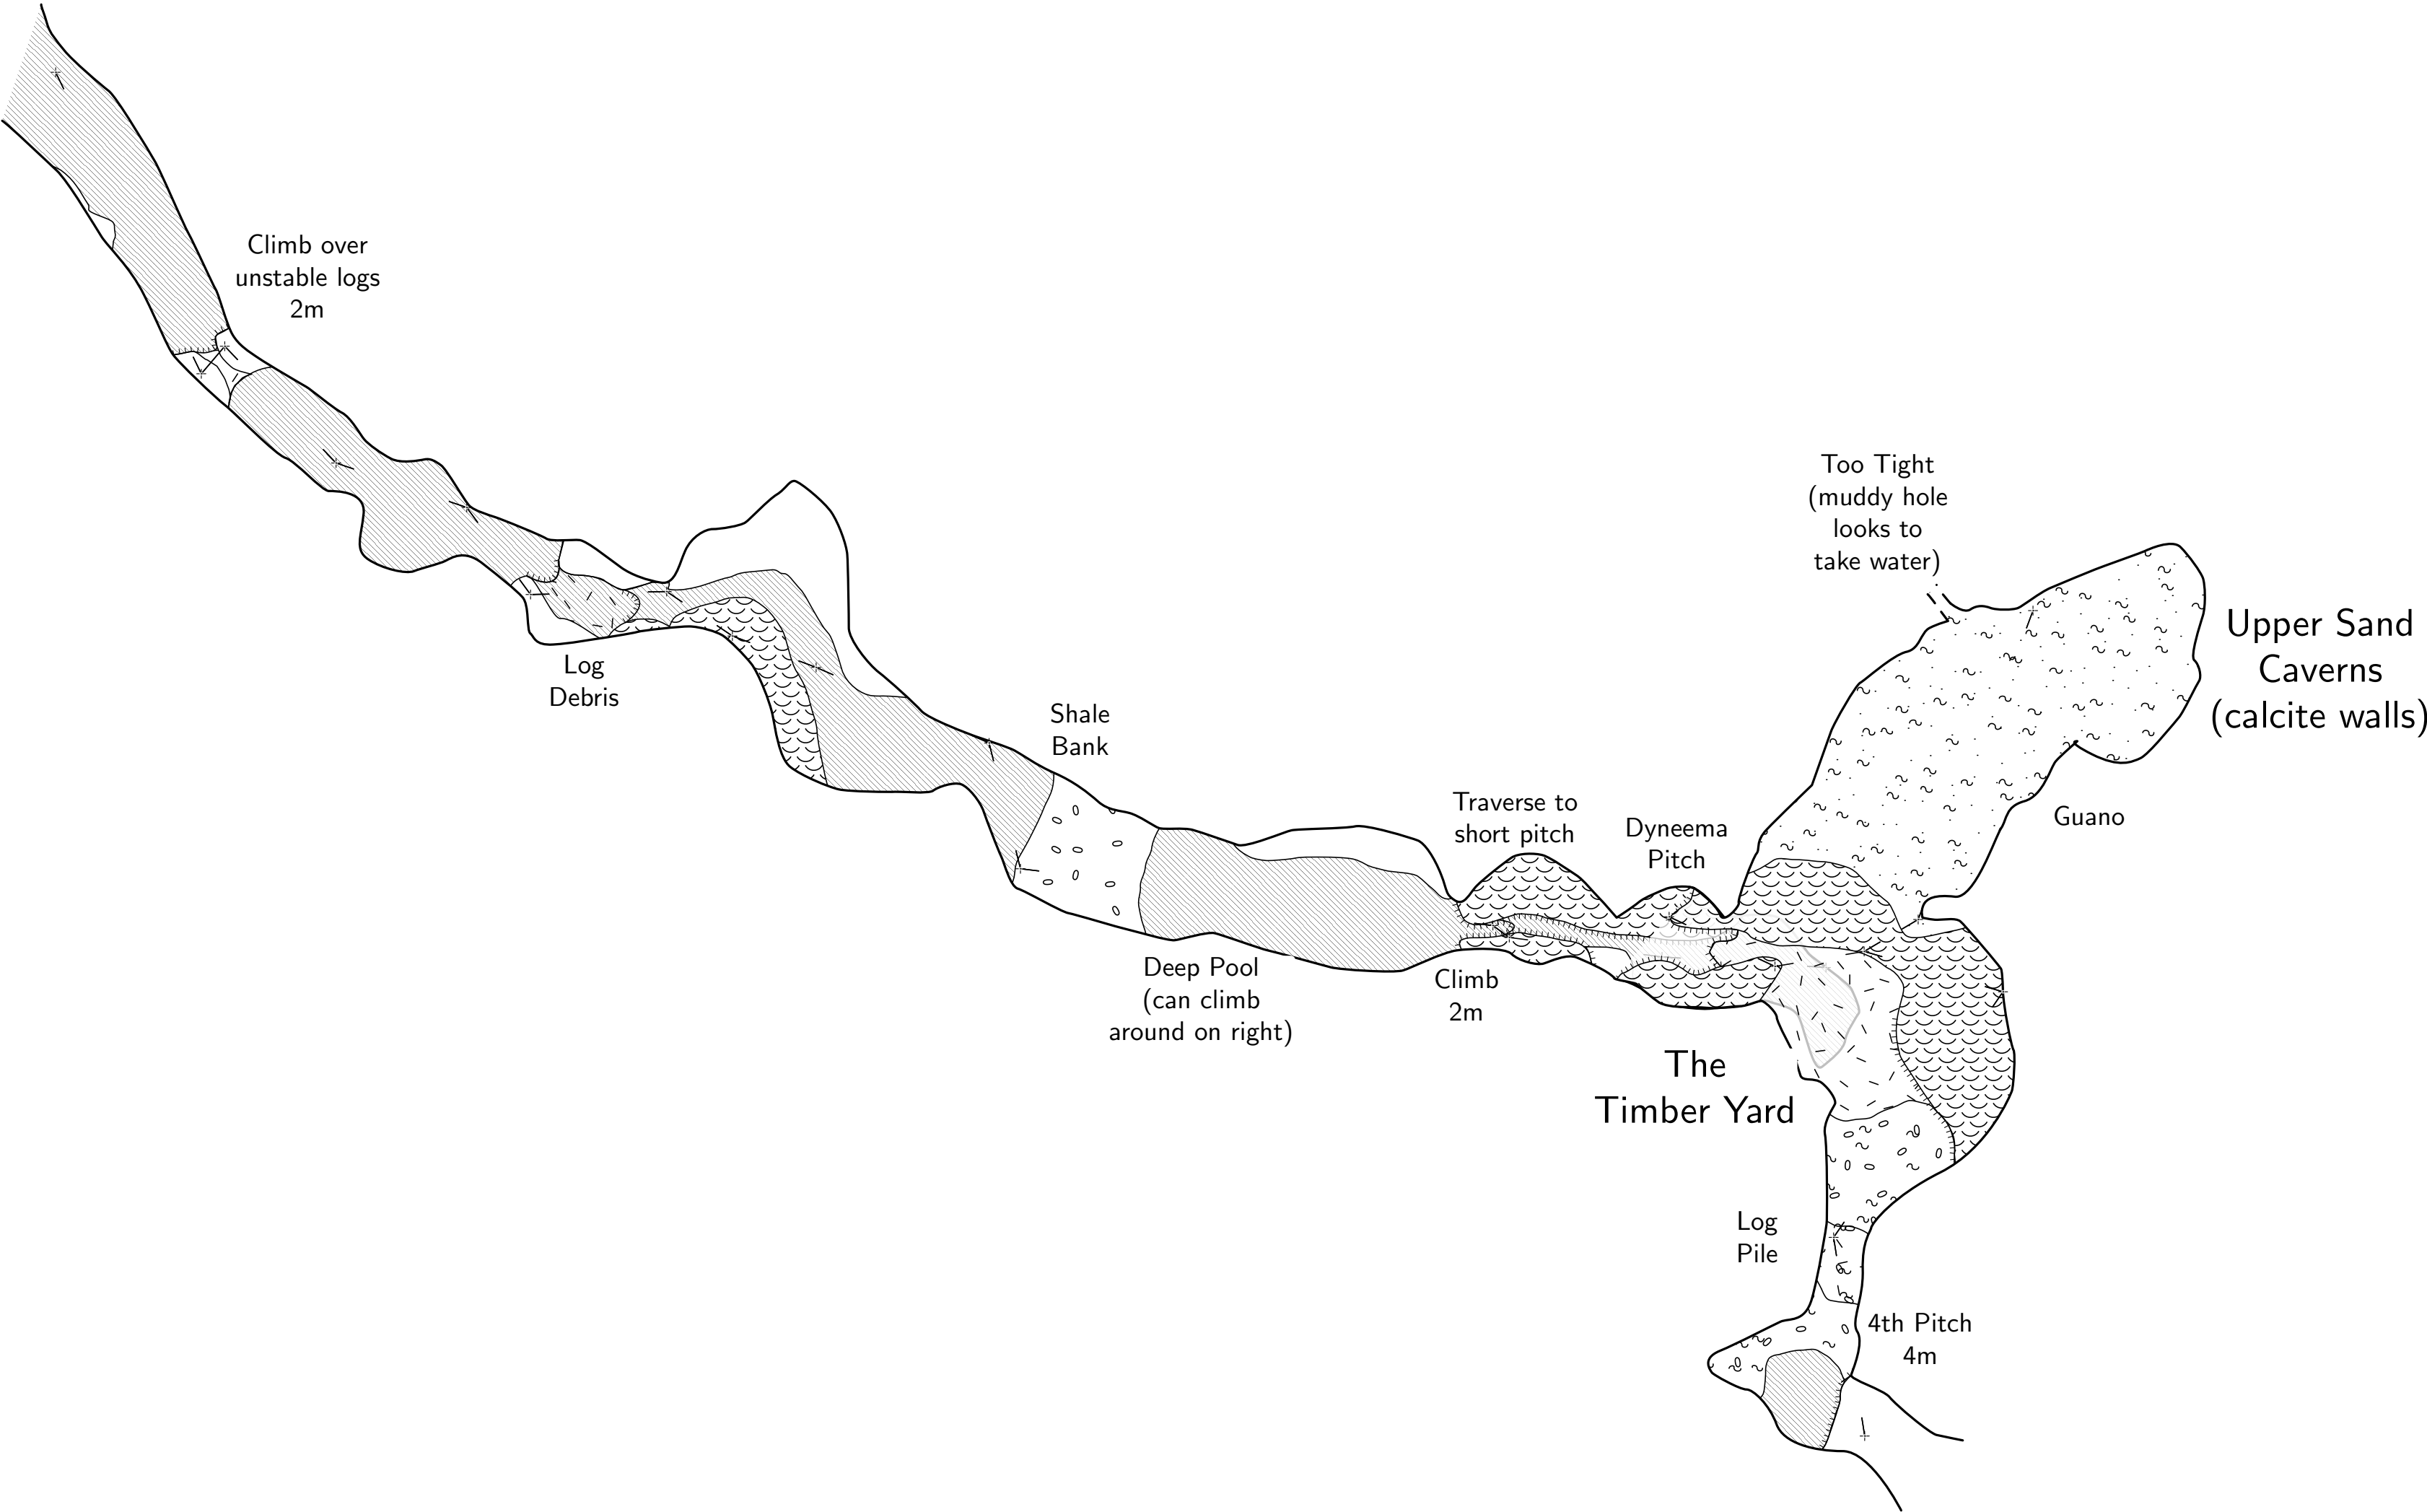 Climb over
unstable logs
2m
Too Tight
(muddy hole
looks to
take water)
Upper Sand
Caverns
(calcite walls)
Log
Debris
Shale
Bank
Traverse to
short pitch
Dyneema
Pitch
Guano
Deep Pool
(can climb
around on right)
Climb
2m
The
Timber Yard
Log
Pile
4th Pitch
4m